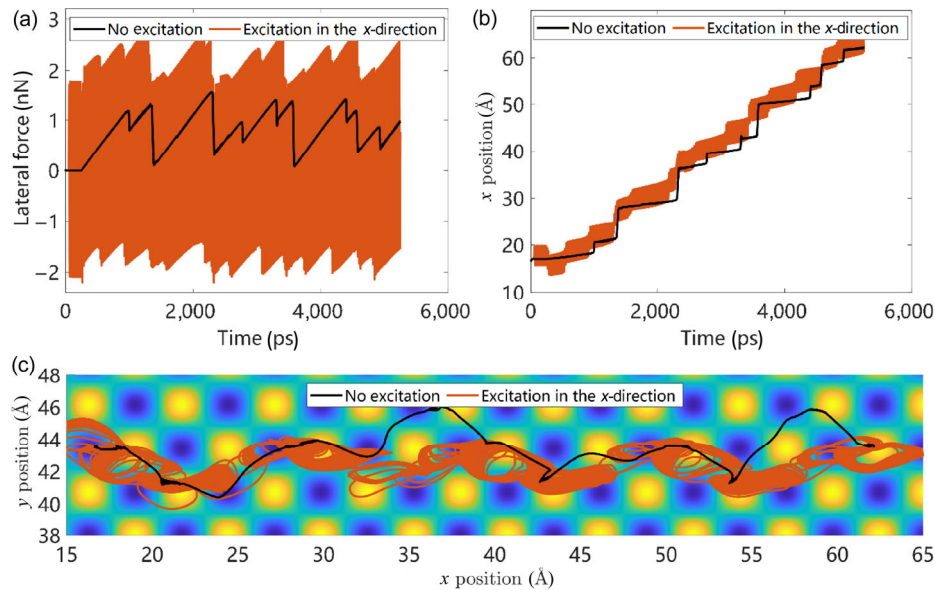 (a)
No excitation
Excitation in the x-direction
Lateral force (nN)
3
2
1
0
−1
−2
0
2,000
4,000
6,000
Time (ps)
(b)
No excitation
Excitation in the x-direction
x position (Å)
60
50
40
30
20
10
0
2,000
4,000
6,000
Time (ps)
(c)
No excitation
Excitation in the x-direction
y position (Å)
48
46
44
42
40
38
15
20
25
30
35
40
45
50
55
60
65
x position (Å)